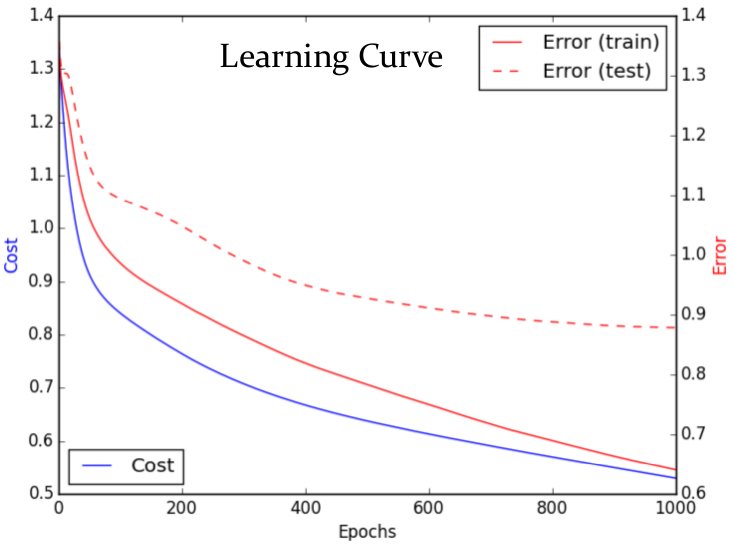 Learning Curve
Error (train)
Error (test)
Cost
1.4
1.3
1.2
1.1
1.0
0.9
0.8
0.7
0.6
0.5
Cost
1.4
1.3
1.2
1.1
1.0
0.9
0.8
0.7
0.6
Error
0 200 400 600 800 1000
Epochs